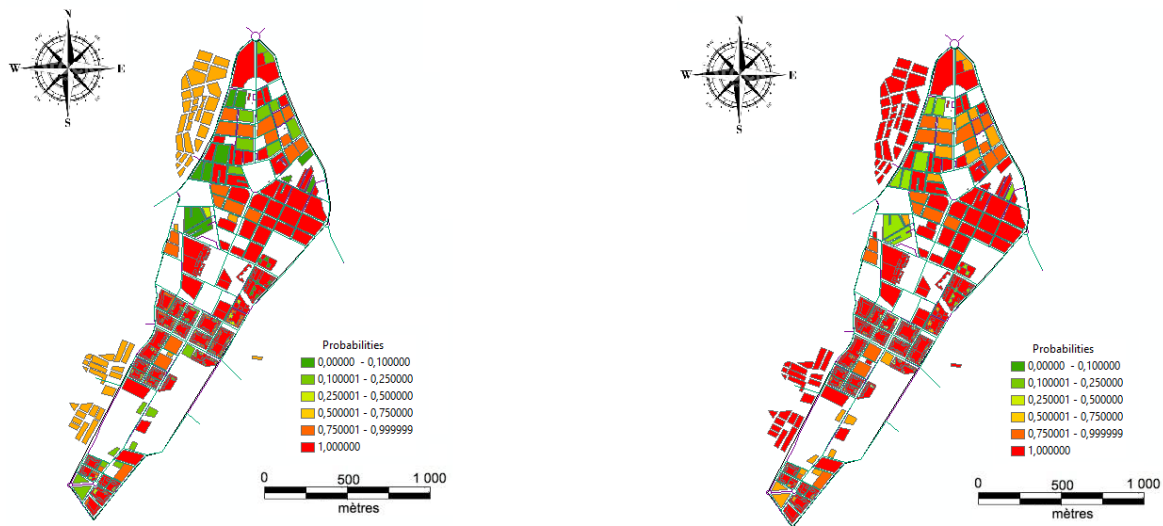 N
W E
S
Probabilities
0,00000 - 0,100000
0,100001 - 0,250000
0,250001 - 0,500000
0,500001 - 0,750000
0,750001 - 0,999999
1,000000
0 500 1 000
mètres
N
W E
S
Probabilities
0,00000 - 0,100
0,100001 - 0,250000
0,250001 - 0,500000
0,500001 - 0,750000
0,750001 - 0,999999
1,000000
0 500 1 000
mètres